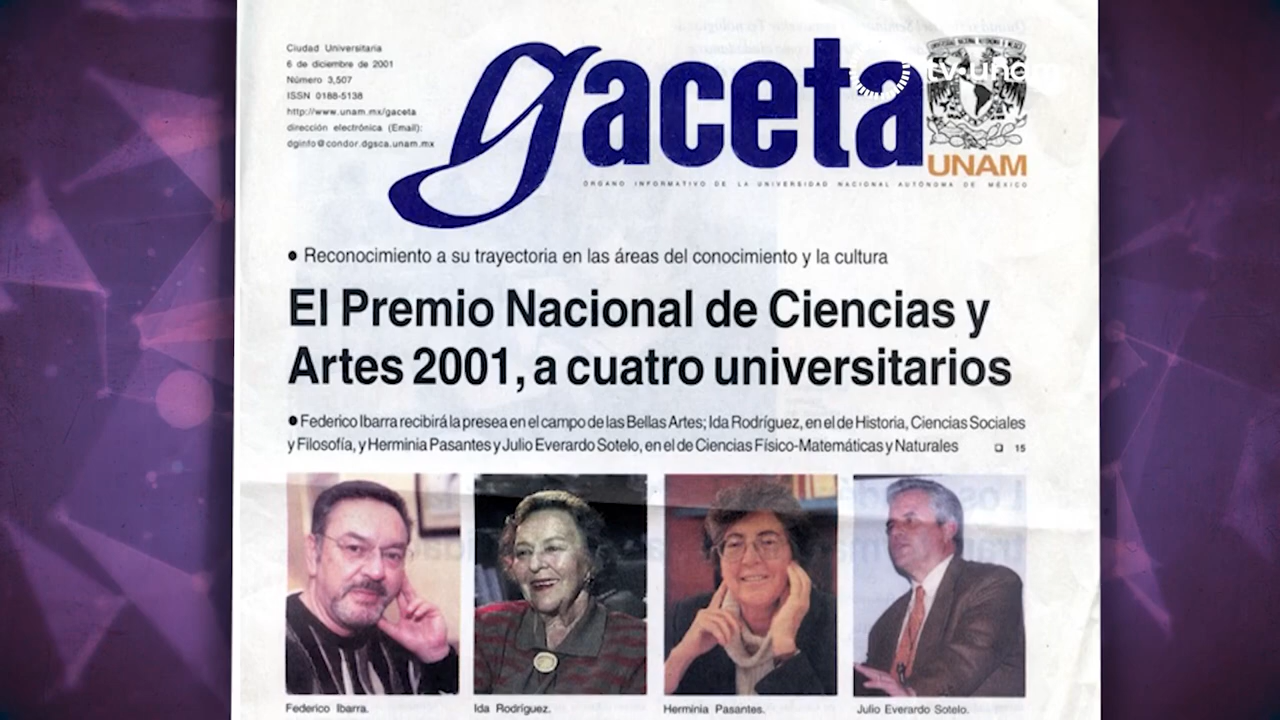 Ciudad Universitaria
6 de diciembre de 2001
Número 3,507
ISSN 0188-5138
http://www.unam.mx/gaceta
dirección electrónica (Email):
dginfo@condor.dgsca.unam.mx
gaceta
tv·unam
UNAM
ÓRGANO INFORMATIVO DE LA UNIVERSIDAD NACIONAL AUTÓNOMA DE MÉXICO
● Reconocimiento a su trayectoria en las áreas del conocimiento y la cultura
El Premio Nacional de Ciencias y
Artes 2001, a cuatro universitarios
● Federico Ibarra recibirá la presea en el campo de las Bellas Artes; Ida Rodríguez, en el de Historia, Ciencias Sociales
y Filosofía, y Herminia Pasantes y Julio Everardo Sotelo, en el de Ciencias Físico-Matemáticas y Naturales ❑ 15
Federico Ibarra.
Ida Rodríguez.
Herminia Pasantes.
Julio Everardo Sotelo.